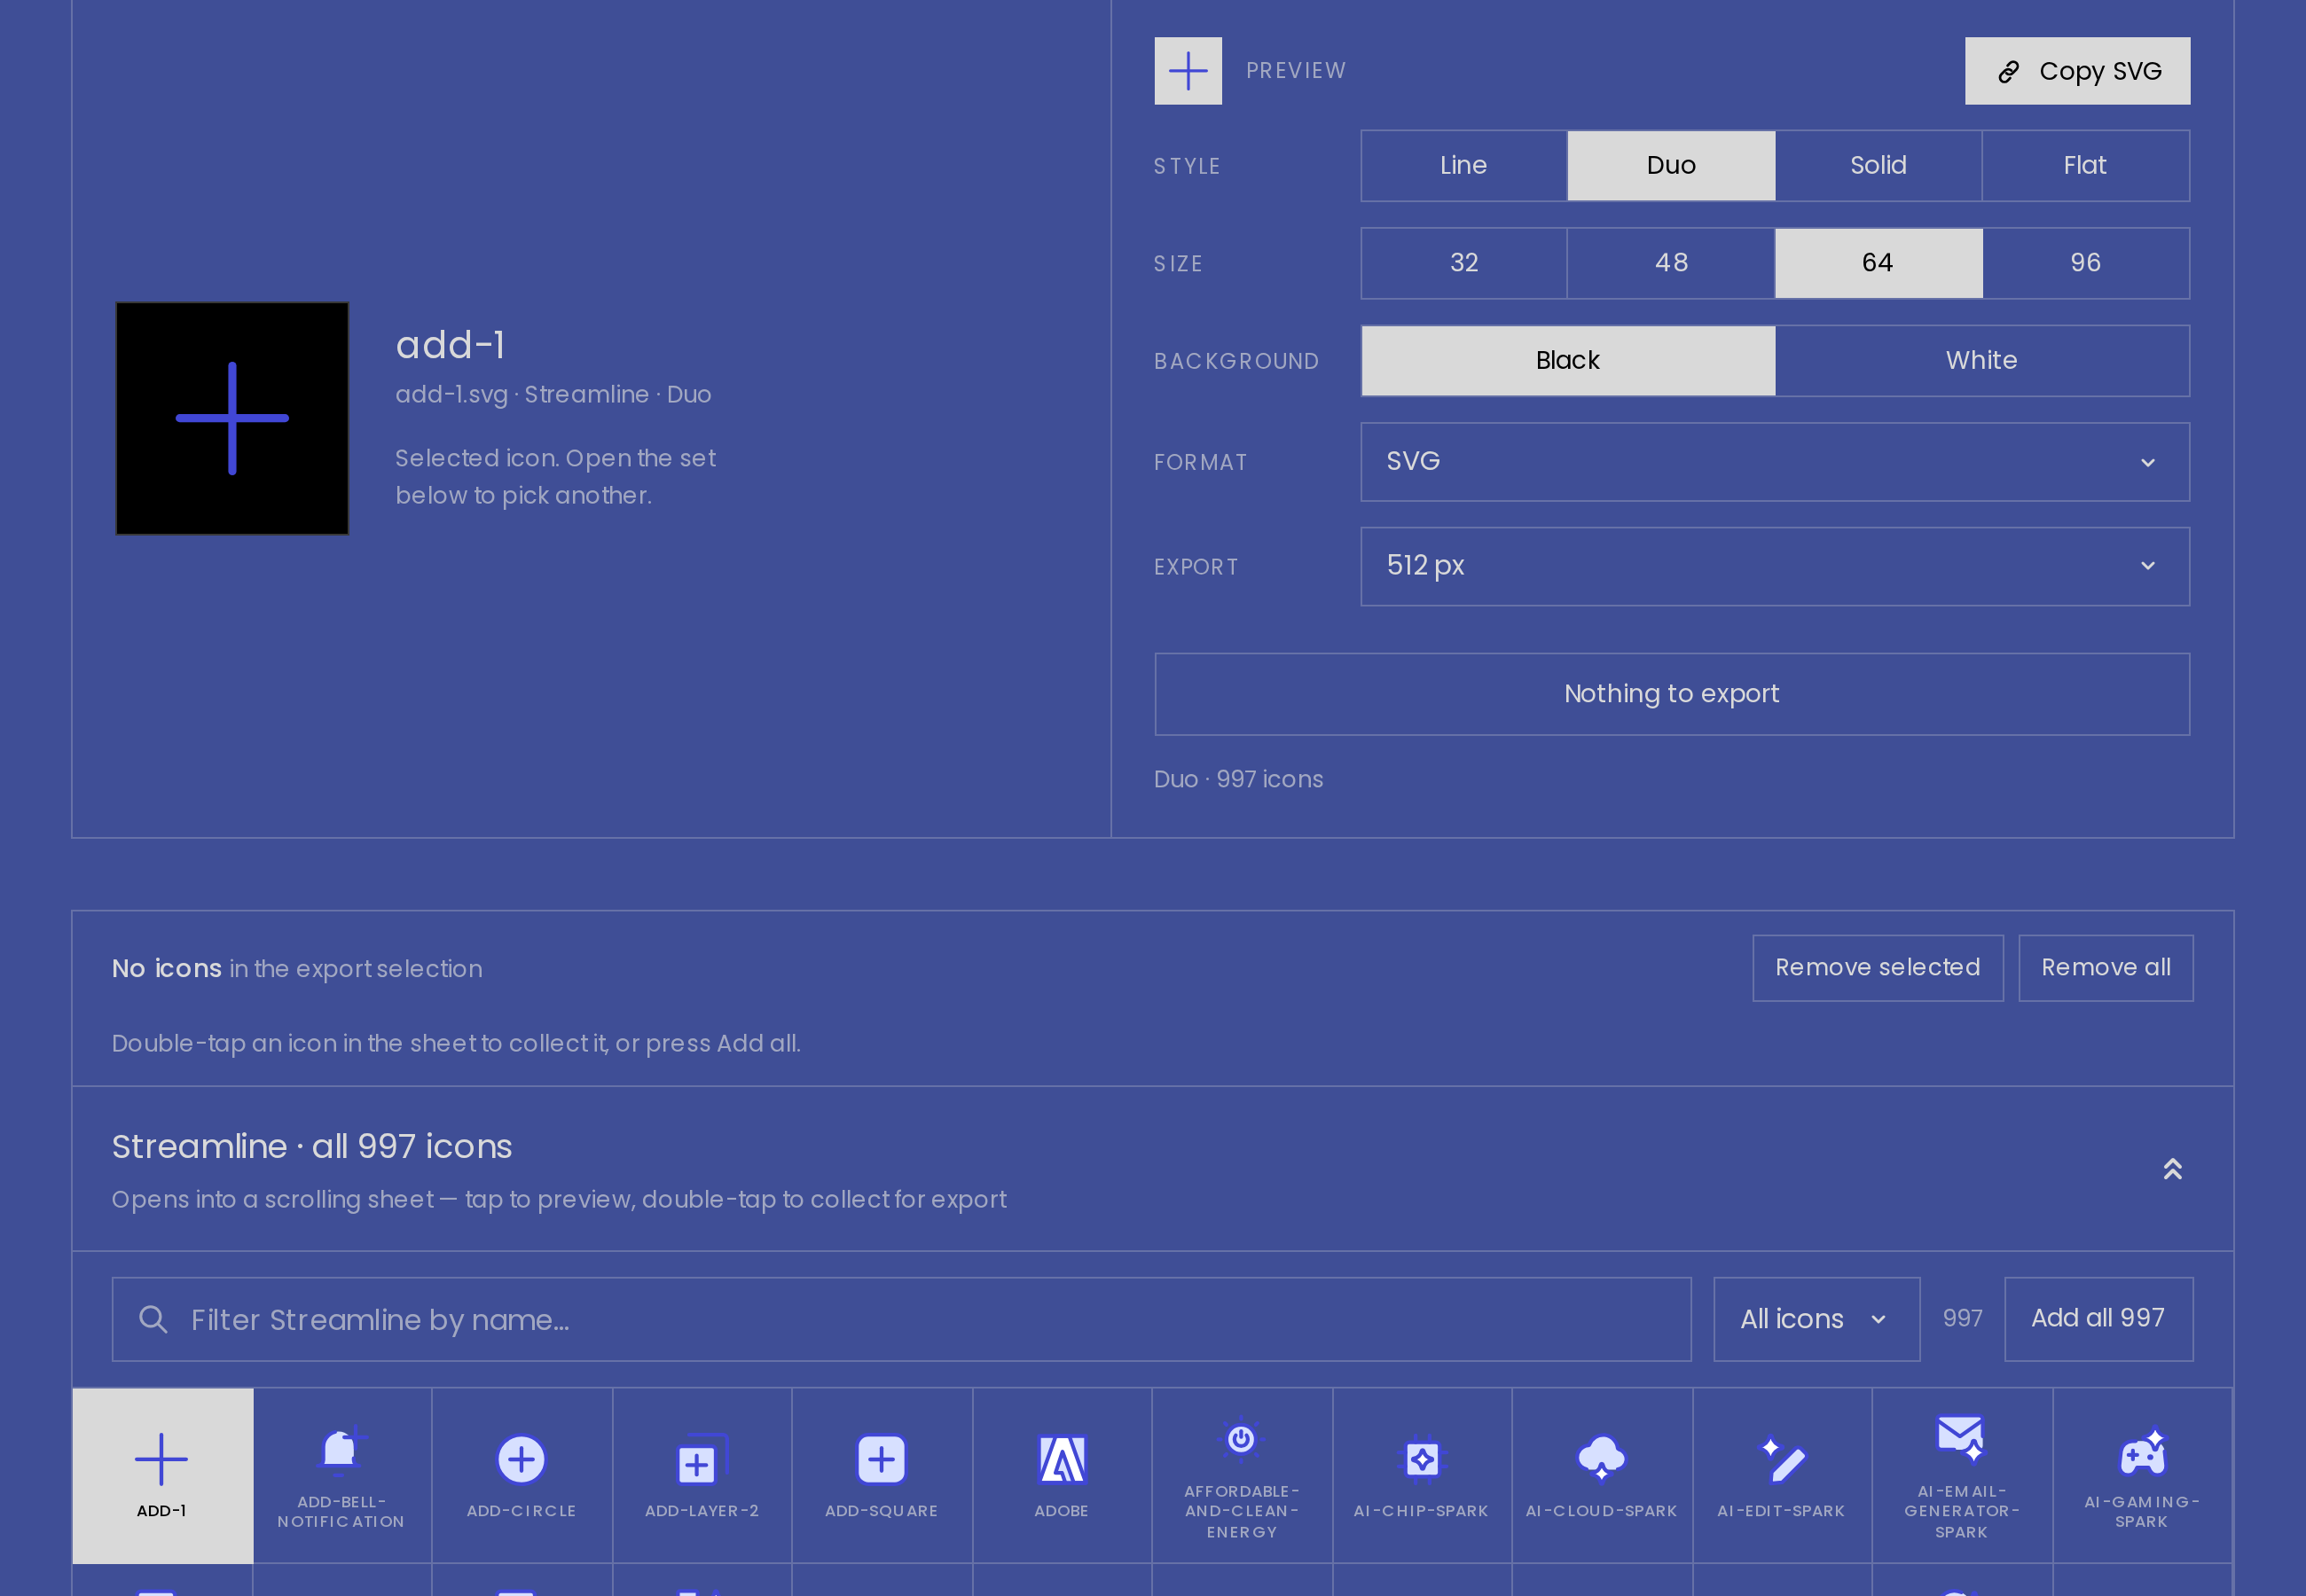 PREVIEW
Copy SVG
STYLE
Line
Duo
Solid
Flat
SIZE
32
48
64
96
BACKGROUND
Black
White
FORMAT
SVG
EXPORT
512 px
Nothing to export
Duo · 997 icons
add-1
add-1.svg · Streamline · Duo
Selected icon. Open the set
below to pick another.
No icons in the export selection
Remove selected
Remove all
Double-tap an icon in the sheet to collect it, or press Add all.
Streamline · all 997 icons
Opens into a scrolling sheet — tap to preview, double-tap to collect for export
Filter Streamline by name...
All icons
997
Add all 997
ADD-1
ADD-BELL-
NOTIFICATION
ADD-CIRCLE
ADD-LAYER-2
ADD-SQUARE
ADOBE
AFFORDABLE-
AND-CLEAN-
ENERGY
AI-CHIP-SPARK
AI-CLOUD-SPARK
AI-EDIT-SPARK
AI-EMAIL-
GENERATOR-
SPARK
AI-GAMING-
SPARK